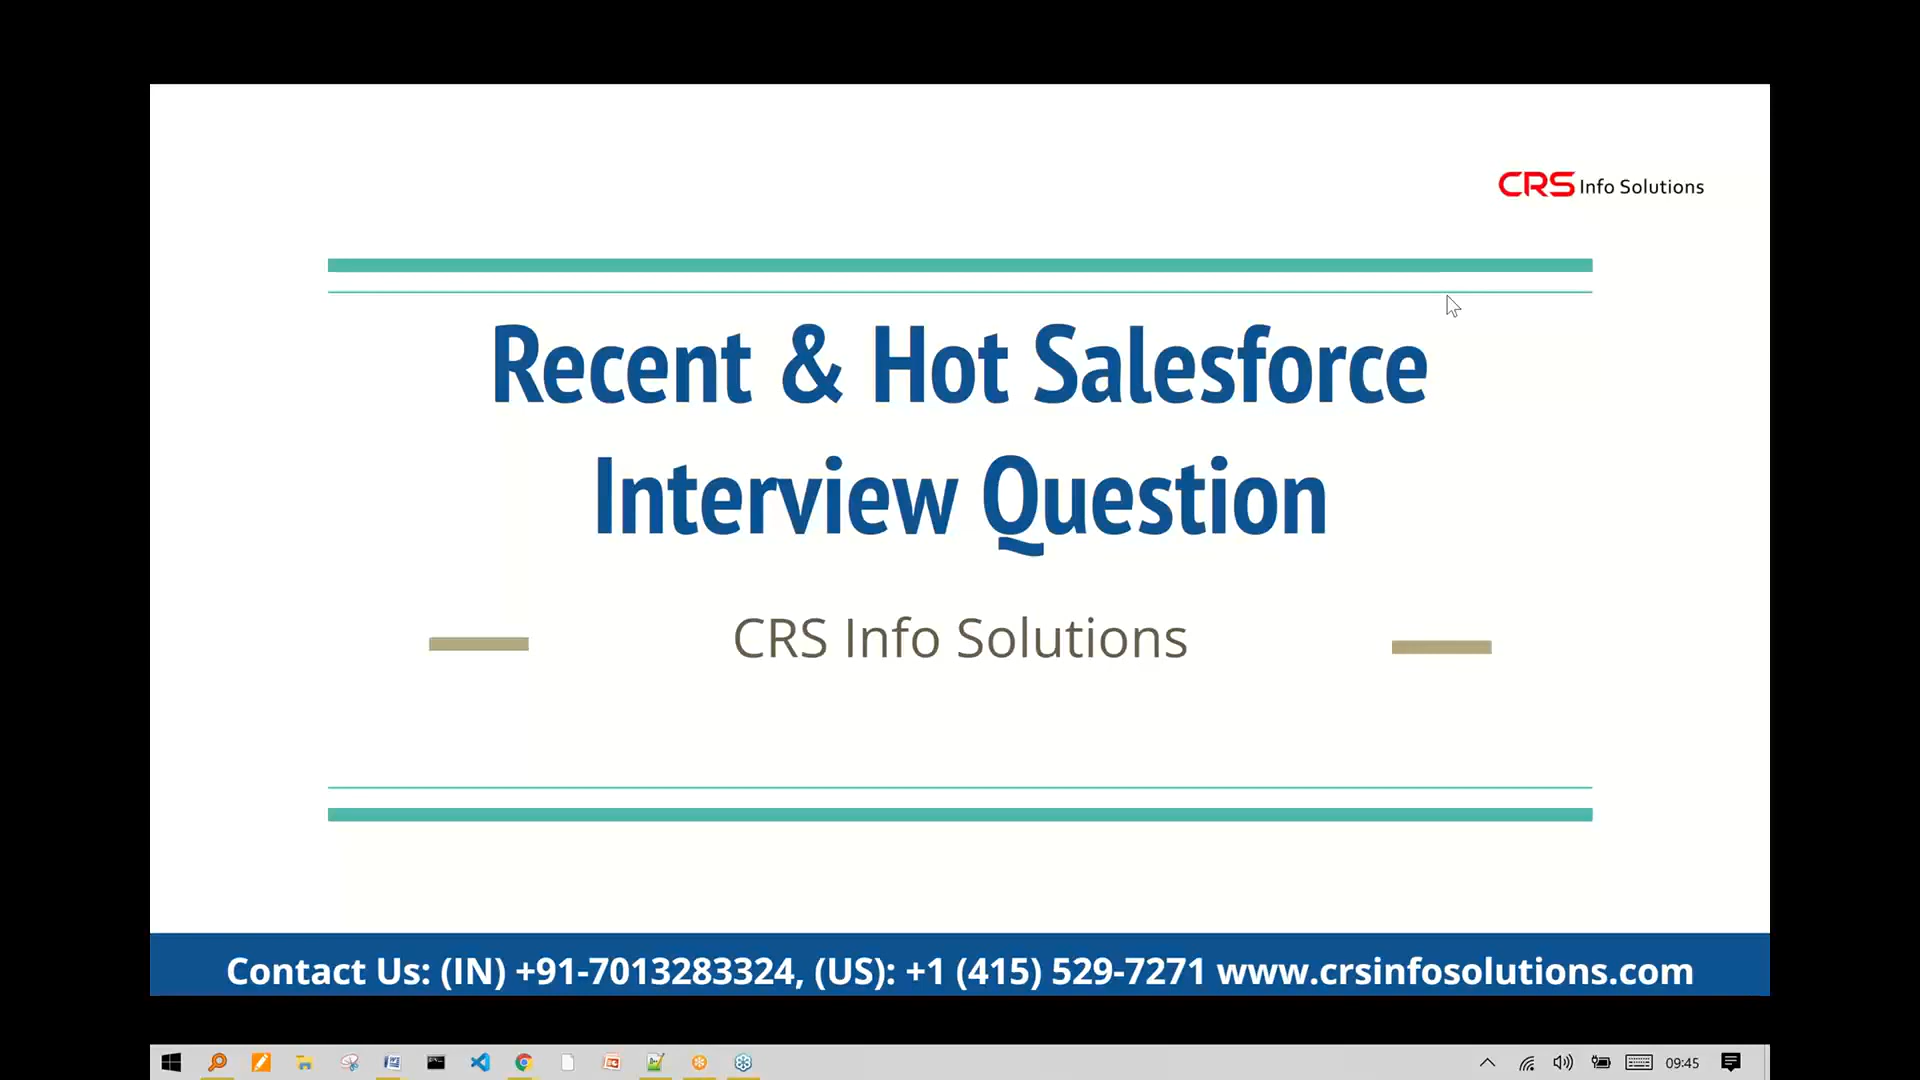 CRS Info Solutions
Recent & Hot Salesforce
Interview Question
CRS Info Solutions
Contact Us: (IN) +91-7013283324, (US): +1 (415) 529-7271 www.crsinfosolutions.com
09:45